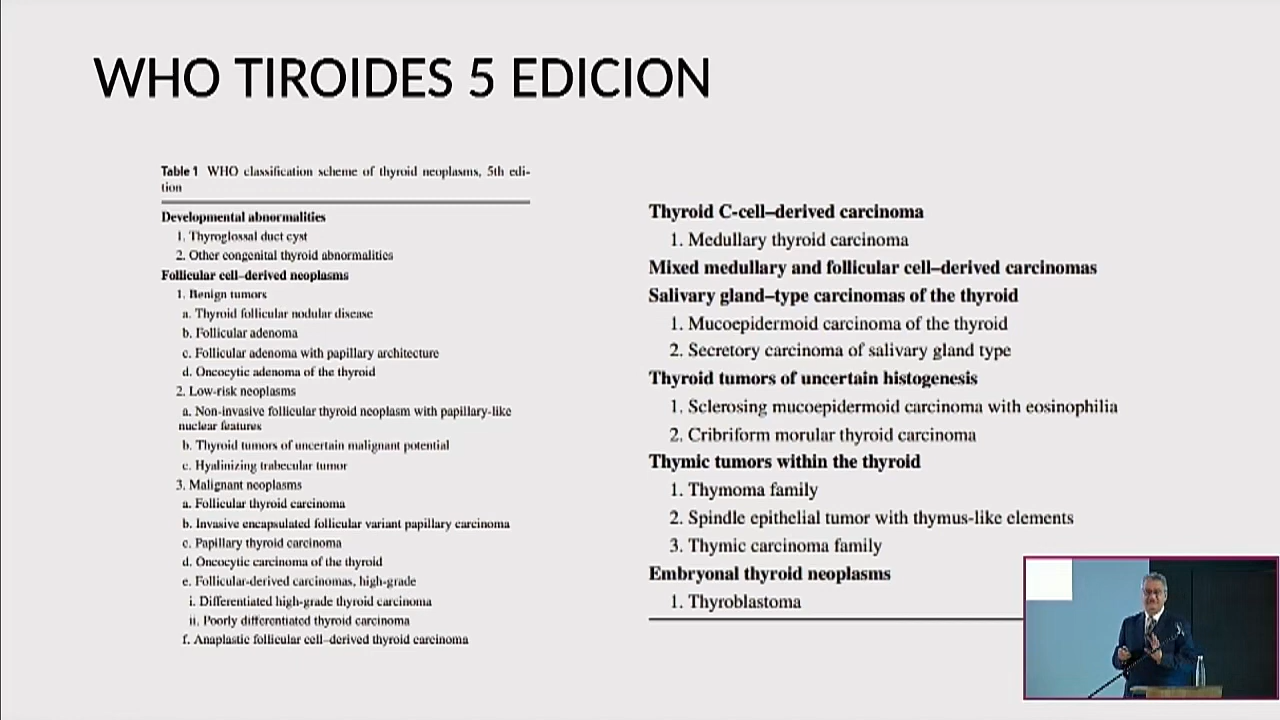 WHO TIROIDES 5 EDICION
Table 1 WHO classification scheme of thyroid neoplasms, 5th edi-
tion
Developmental abnormalities
1. Thyroglossal duct cyst
2. Other congenital thyroid abnormalities
Follicular cell–derived neoplasms
1. Benign tumors
a. Thyroid follicular nodular disease
b. Follicular adenoma
c. Follicular adenoma with papillary architecture
d. Oncocytic adenoma of the thyroid
2. Low-risk neoplasms
a. Non-invasive follicular thyroid neoplasm with papillary-like
nuclear features
b. Thyroid tumors of uncertain malignant potential
c. Hyalinizing trabecular tumor
3. Malignant neoplasms
a. Follicular thyroid carcinoma
b. Invasive encapsulated follicular variant papillary carcinoma
c. Papillary thyroid carcinoma
d. Oncocytic carcinoma of the thyroid
e. Follicular-derived carcinomas, high-grade
i. Differentiated high-grade thyroid carcinoma
ii. Poorly differentiated thyroid carcinoma
f. Anaplastic follicular cell–derived thyroid carcinoma
Thyroid C-cell–derived carcinoma
1. Medullary thyroid carcinoma
Mixed medullary and follicular cell–derived carcinomas
Salivary gland–type carcinomas of the thyroid
1. Mucoepidermoid carcinoma of the thyroid
2. Secretory carcinoma of salivary gland type
Thyroid tumors of uncertain histogenesis
1. Sclerosing mucoepidermoid carcinoma with eosinophilia
2. Cribriform morular thyroid carcinoma
Thymic tumors within the thyroid
1. Thymoma family
2. Spindle epithelial tumor with thymus-like elements
3. Thymic carcinoma family
Embryonal thyroid neoplasms
1. Thyroblastoma